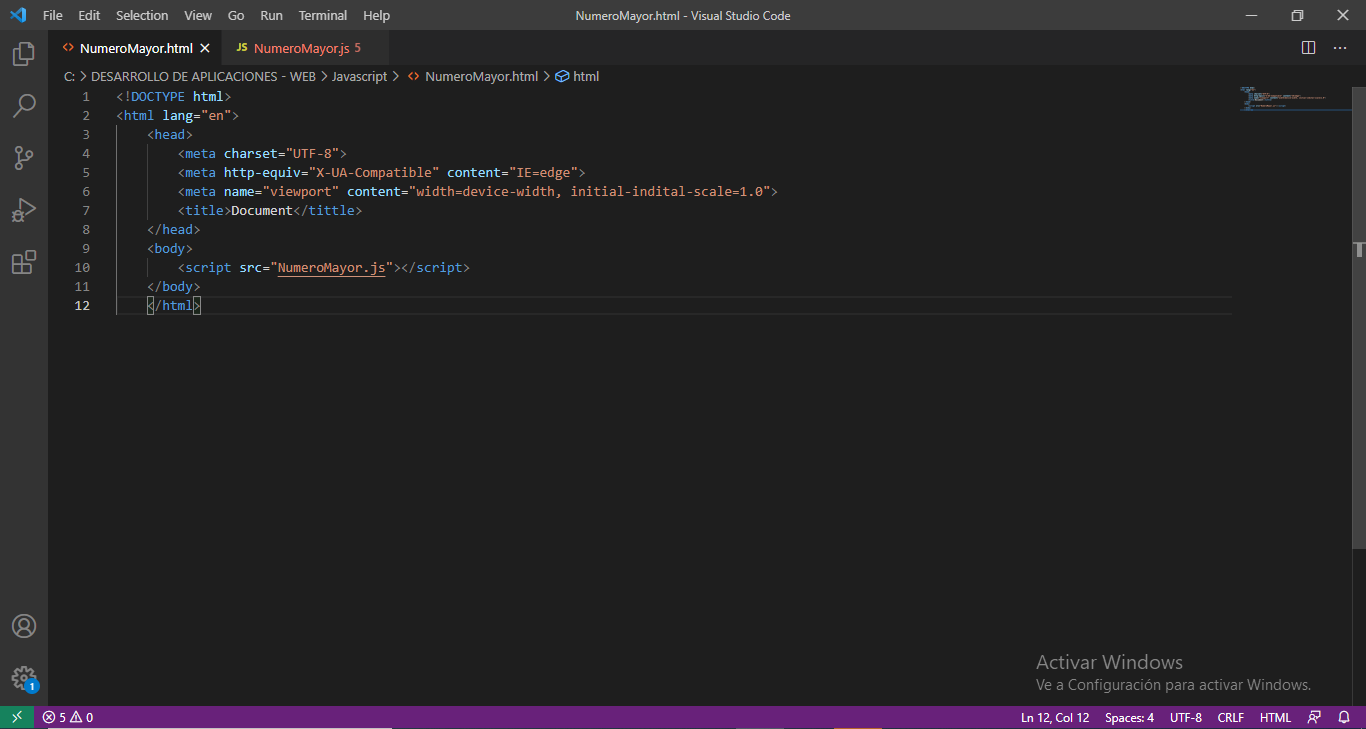 File Edit Selection View Go Run Terminal Help NumeroMayor.html - Visual Studio Code
NumeroMayor.html JS NumeroMayor.js 5
C: > DESARROLLO DE APLICACIONES - WEB > Javascript > NumeroMayor.html > html
1 <!DOCTYPE html>
2 <html lang="en">
3 <head>
4 <meta charset="UTF-8">
5 <meta http-equiv="X-UA-Compatible" content="IE=edge">
6 <meta name="viewport" content="width=device-width, initial-indital-scale=1.0">
7 <title>Document</tittle>
8 </head>
9 <body>
10 <script src="NumeroMayor.js"></script>
11 </body>
12 </html>
Activar Windows
Ve a Configuración para activar Windows.
1
5 0 Ln 12, Col 12 Spaces: 4 UTF-8 CRLF HTML